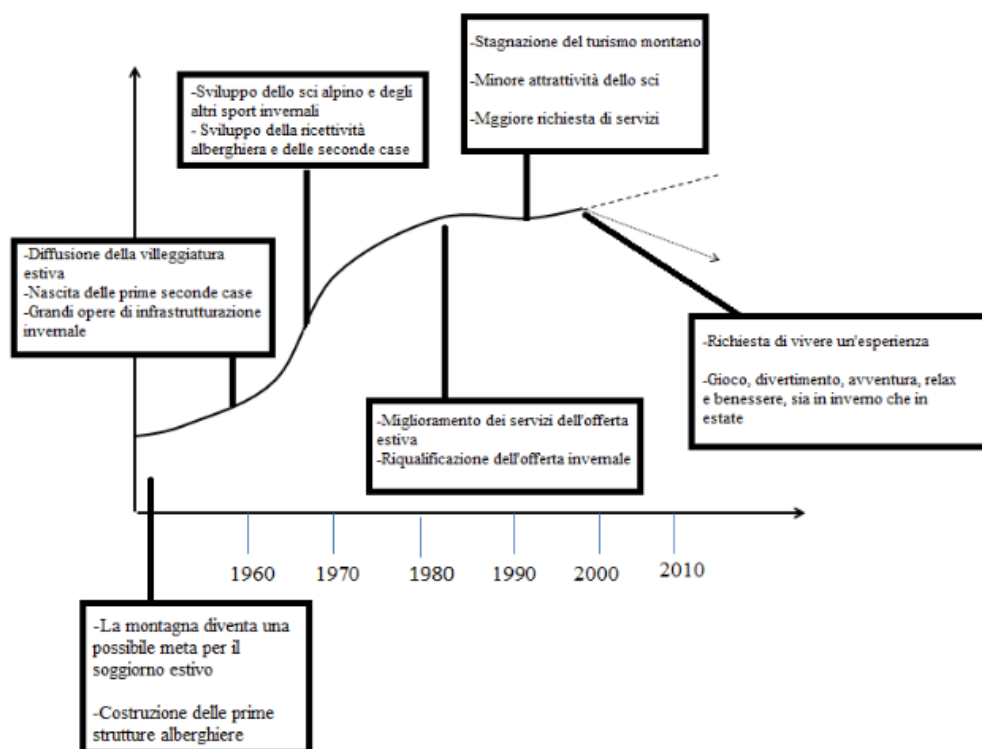 -Stagnazione del turismo montano
-Minore attrattività dello sci
-Mggiore richiesta di servizi
-Sviluppo dello sci alpino e degli
altri sport invernali
- Sviluppo della ricettività
alberghiera e delle seconde case
-Diffusione della villeggiatura
estiva
-Nascita delle prime seconde case
-Grandi opere di infrastrutturazione
invernale
-Richiesta di vivere un'esperienza
-Gioco, divertimento, avventura, relax
e benessere, sia in inverno che in
estate
-Miglioramento dei servizi dell'offerta
estiva
-Riqualificazione dell'offerta invernale
1960 1970 1980 1990 2000 2010
-La montagna diventa una
possibile meta per il
soggiorno estivo
-Costruzione delle prime
strutture alberghiere